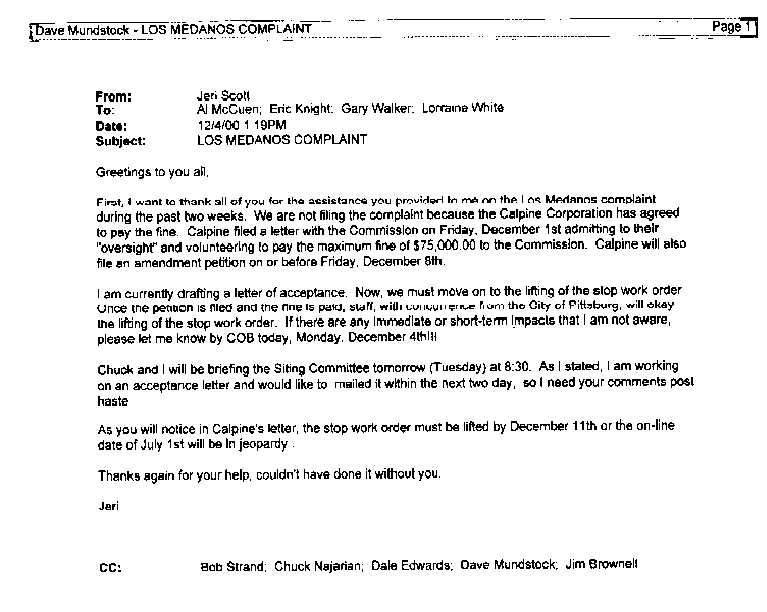 Dave Mundstock - LOS MEDANOS COMPLAINT Page 1
From: Jeri Scott
To: Al McCuen; Eric Knight; Gary Walker; Lorraine White
Date: 12/4/00 1 19PM
Subject: LOS MEDANOS COMPLAINT
Greetings to you all,
First, I want to thank all of you for the assistance you provided to me on the Los Medanos complaint
during the past two weeks. We are not filing the complaint because the Calpine Corporation has agreed
to pay the fine. Calpine filed a letter with the Commission on Friday, December 1st admitting to their
"oversight" and volunteering to pay the maximum fine of $75,000.00 to the Commission. Calpine will also
file an amendment petition on or before Friday, December 8th.
I am currently drafting a letter of acceptance. Now, we must move on to the lifting of the stop work order
Once the petition is filed and the fine is paid, staff, with concurrence from the City of Pittsburg, will okay
the lifting of the stop work order. If there are any immediate or short-term impacts that I am not aware,
please let me know by COB today, Monday, December 4th!!!
Chuck and I will be briefing the Siting Committee tomorrow (Tuesday) at 8:30. As I stated, I am working
on an acceptance letter and would like to mailed it within the next two day, so I need your comments post
haste
As you will notice in Calpine's letter, the stop work order must be lifted by December 11th or the on-line
date of July 1st will be in jeopardy .
Thanks again for your help, couldn't have done it without you.
Jeri
CC: Bob Strand; Chuck Najarian; Dale Edwards; Dave Mundstock; Jim Brownell